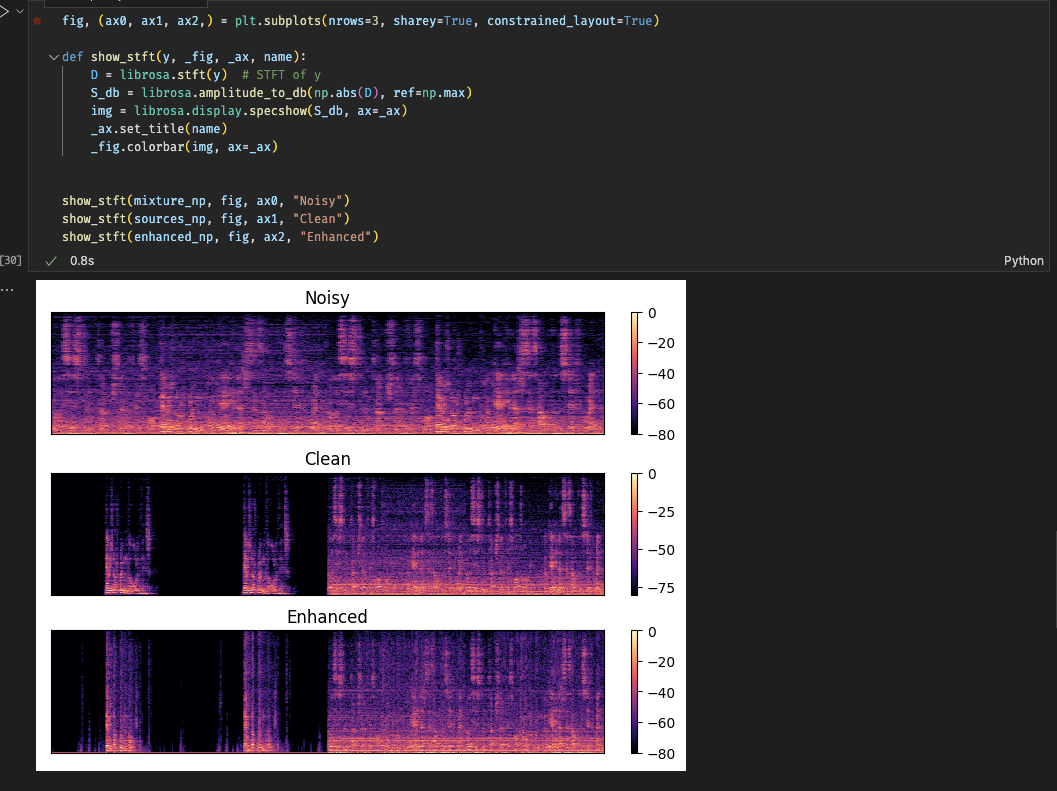 fig, (ax0, ax1, ax2,) = plt.subplots(nrows=3, sharey=True, constrained_layout=True)
def show_stft(y, _fig, _ax, name):
D = librosa.stft(y)  # STFT of y
S_db = librosa.amplitude_to_db(np.abs(D), ref=np.max)
img = librosa.display.specshow(S_db, ax=_ax)
_ax.set_title(name)
_fig.colorbar(img, ax=_ax)
show_stft(mixture_np, fig, ax0, "Noisy")
show_stft(sources_np, fig, ax1, "Clean")
show_stft(enhanced_np, fig, ax2, "Enhanced")
[30]
0.8s
Python
Noisy
0
−20
−40
−60
−80
Clean
0
−25
−50
−75
Enhanced
0
−20
−40
−60
−80